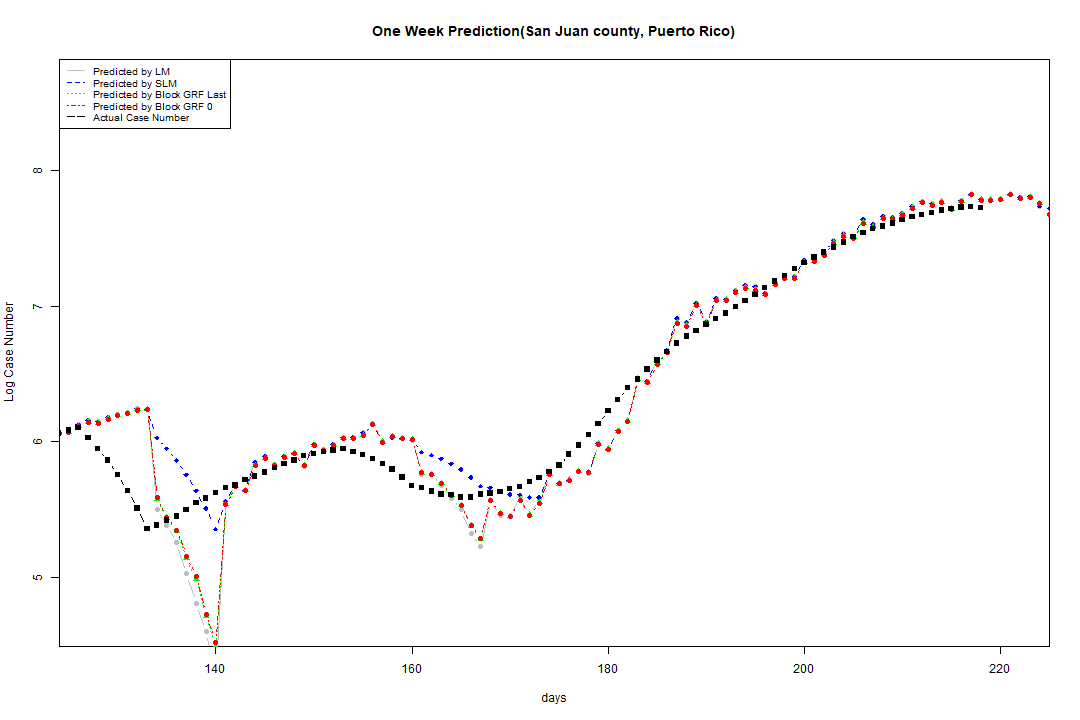 One Week Prediction(San Juan county, Puerto Rico)
Predicted by LM
Predicted by SLM
Predicted by Block GRF Last
Predicted by Block GRF 0
Actual Case Number
8
7
6
5
Log Case Number
140 160 180 200 220
days